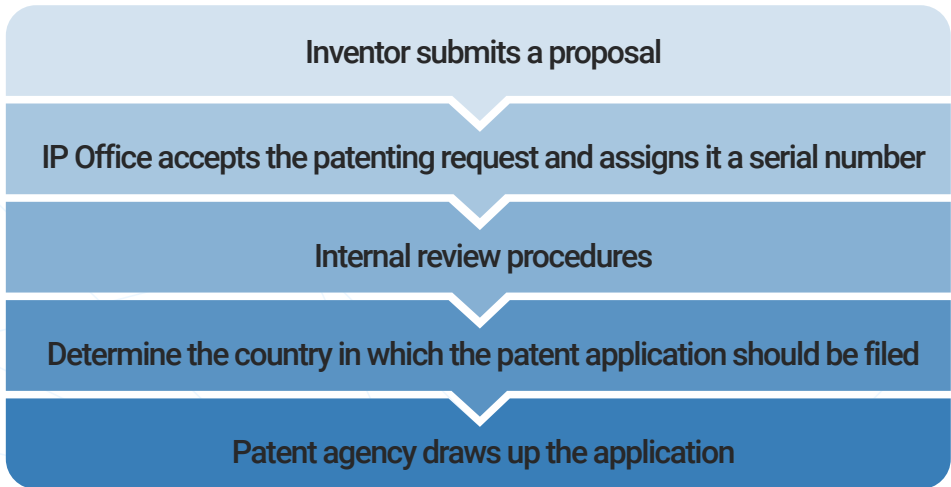 Inventor submits a proposal
IP Office accepts the patenting request and assigns it a serial number
Internal review procedures
Determine the country in which the patent application should be filed
Patent agency draws up the application